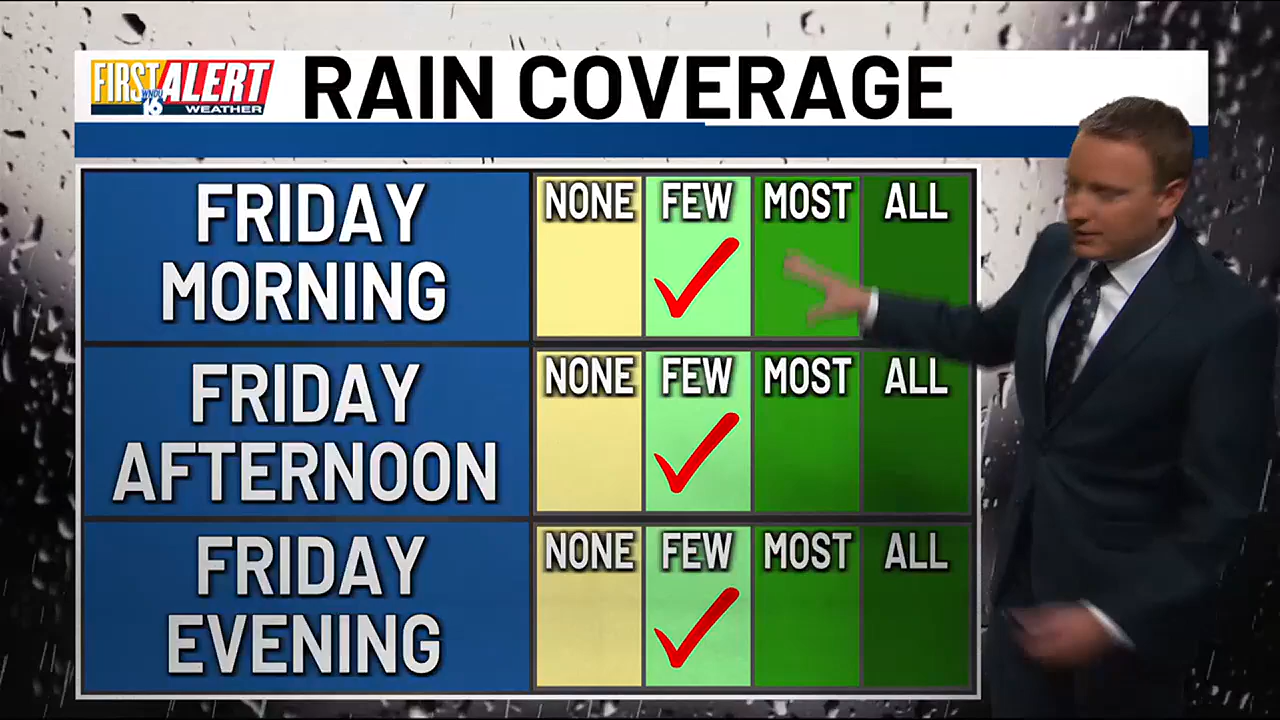 FIRST ALERT
WNDU
16
WEATHER
RAIN COVERAGE
FRIDAY
MORNING
NONE FEW MOST ALL
FRIDAY
AFTERNOON
NONE FEW MOST ALL
FRIDAY
EVENING
NONE FEW MOST ALL